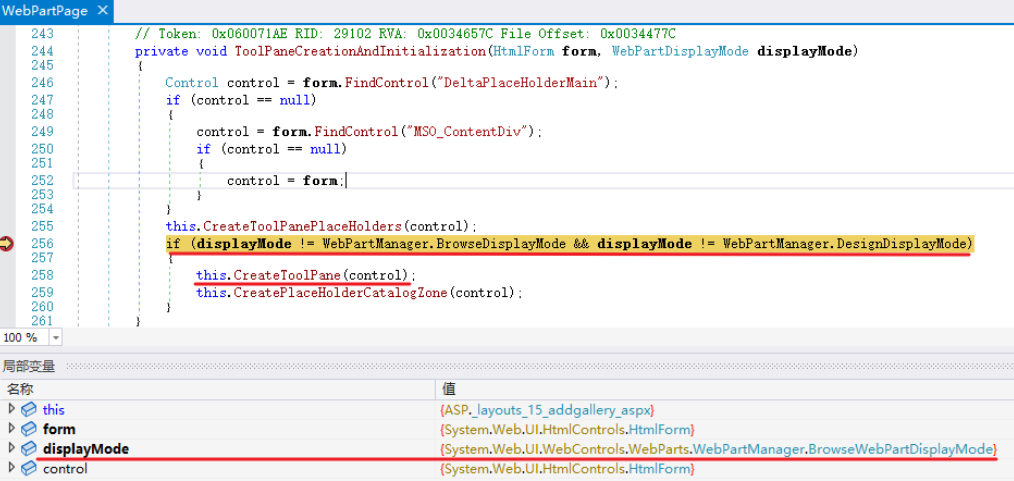 WebPartPage ×
243 // Token: 0x060071AE RID: 29102 RVA: 0x0034657C File Offset: 0x0034477C
244 private void ToolPaneCreationAndInitialization(HtmlForm form, WebPartDisplayMode displayMode)
245 {
246 Control control = form.FindControl("DeltaPlaceHolderMain");
247 if (control == null)
248 {
249 control = form.FindControl("MSO_ContentDiv");
250 if (control == null)
251 {
252 control = form;
253 }
254 }
255 this.CreateToolPanePlaceHolders(control);
256 if (displayMode != WebPartManager.BrowseDisplayMode && displayMode != WebPartManager.DesignDisplayMode)
257 {
258 this.CreateToolPane(control);
259 this.CreatePlaceHolderCatalogZone(control);
260 }
261 }
100 %
局部变量
名称 值
this {ASP._layouts_15_addgallery_aspx}
form {System.Web.UI.HtmlControls.HtmlForm}
displayMode {System.Web.UI.WebControls.WebParts.WebPartManager.BrowseWebPartDisplayMode}
control {System.Web.UI.HtmlControls.HtmlForm}